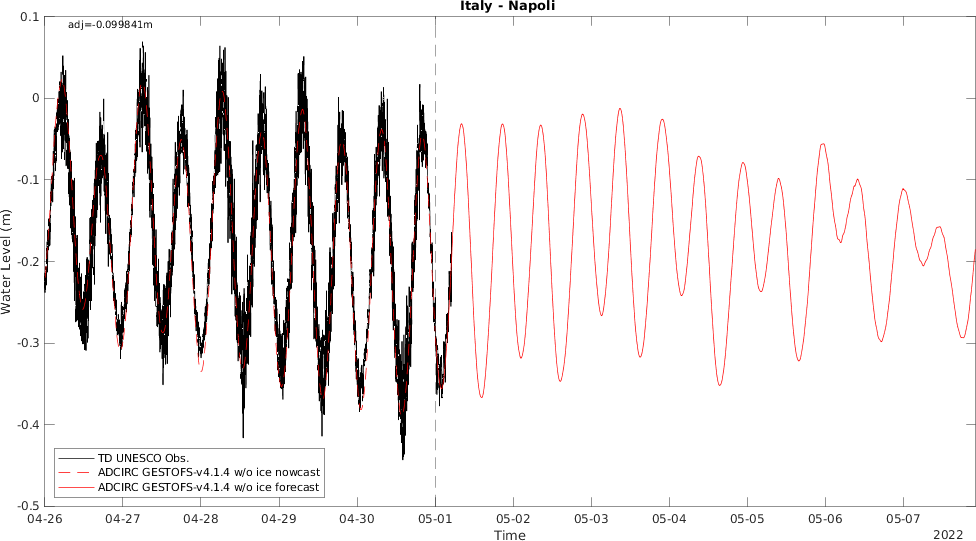 Italy - Napoli
adj=-0.099841m
0.1
0
-0.1
-0.2
-0.3
-0.4
-0.5
Water Level (m)
TD UNESCO Obs.
ADCIRC GESTOFS-v4.1.4 w/o ice nowcast
ADCIRC GESTOFS-v4.1.4 w/o ice forecast
04-26 04-27 04-28 04-29 04-30 05-01 05-02 05-03 05-04 05-05 05-06 05-07
Time
2022